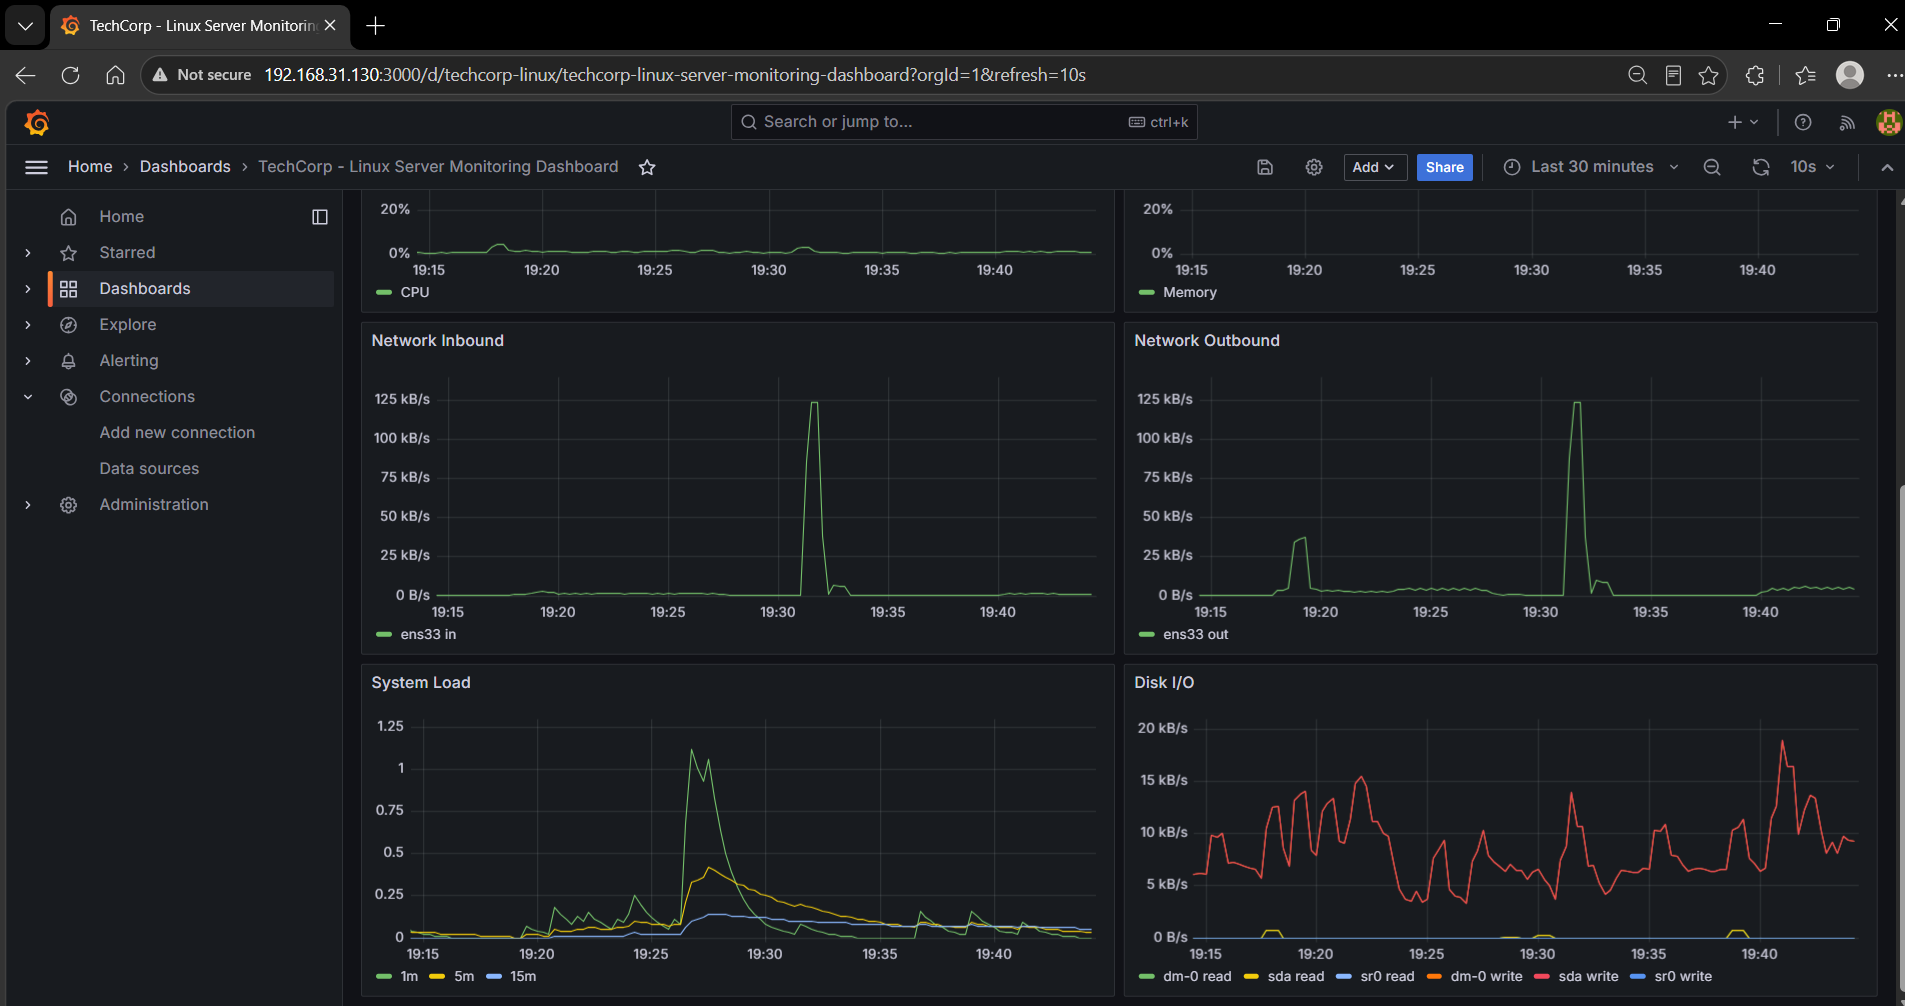 TechCorp - Linux Server Monitorin
Not secure 192.168.31.130:3000/d/techcorp-linux/techcorp-linux-server-monitoring-dashboard?orgId=1&refresh=10s
Search or jump to... ctrl+k
Home > Dashboards > TechCorp - Linux Server Monitoring Dashboard Add Share Last 30 minutes 10s
Home
Starred
Dashboards
Explore
Alerting
Connections
Add new connection
Data sources
Administration
20%
0%
19:15 19:20 19:25 19:30 19:35 19:40
CPU
20%
0%
19:15 19:20 19:25 19:30 19:35 19:40
Memory
Network Inbound
125 kB/s
100 kB/s
75 kB/s
50 kB/s
25 kB/s
0 B/s
19:15 19:20 19:25 19:30 19:35 19:40
ens33 in
Network Outbound
125 kB/s
100 kB/s
75 kB/s
50 kB/s
25 kB/s
0 B/s
19:15 19:20 19:25 19:30 19:35 19:40
ens33 out
System Load
1.25
1
0.75
0.5
0.25
0
19:15 19:20 19:25 19:30 19:35 19:40
1m 5m 15m
Disk I/O
20 kB/s
15 kB/s
10 kB/s
5 kB/s
0 B/s
19:15 19:20 19:25 19:30 19:35 19:40
dm-0 read sda read sr0 read dm-0 write sda write sr0 write